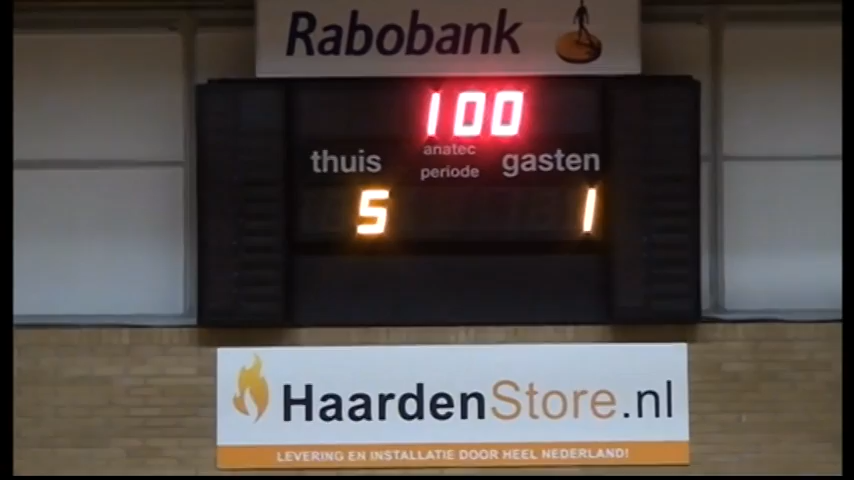 Rabobank
100
thuis anatec gasten
periode
5 1
HaardenStore.nl
LEVERING EN INSTALLATIE DOOR HEEL NEDERLAND!